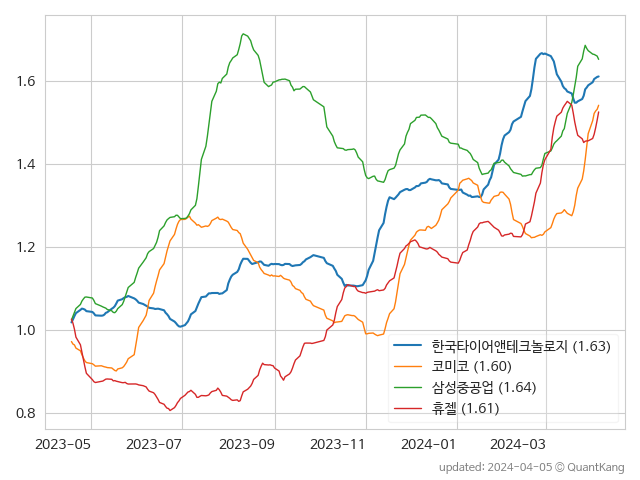 1.6
1.4
1.2
1.0
0.8
한국타이어앤테크놀로지 (1.63)
코미코 (1.60)
삼성중공업 (1.64)
휴젤 (1.61)
2023-05 2023-07 2023-09 2023-11 2024-01 2024-03
updated: 2024-04-05 © QuantKang